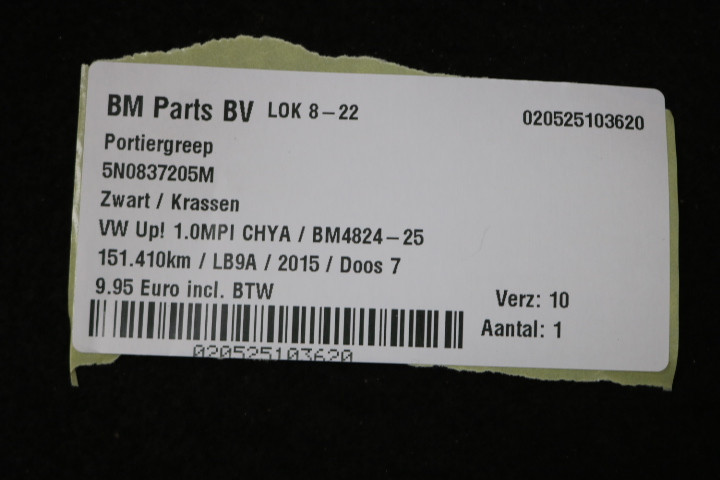 BM Parts BV LOK 8-22 020525103620
Portiergreep
5N0837205M
Zwart / Krassen
VW Up! 1.0MPI CHYA / BM4824-25
151.410km / LB9A / 2015 / Doos 7
9.95 Euro incl. BTW Verz: 10
Aantal: 1
020525103620